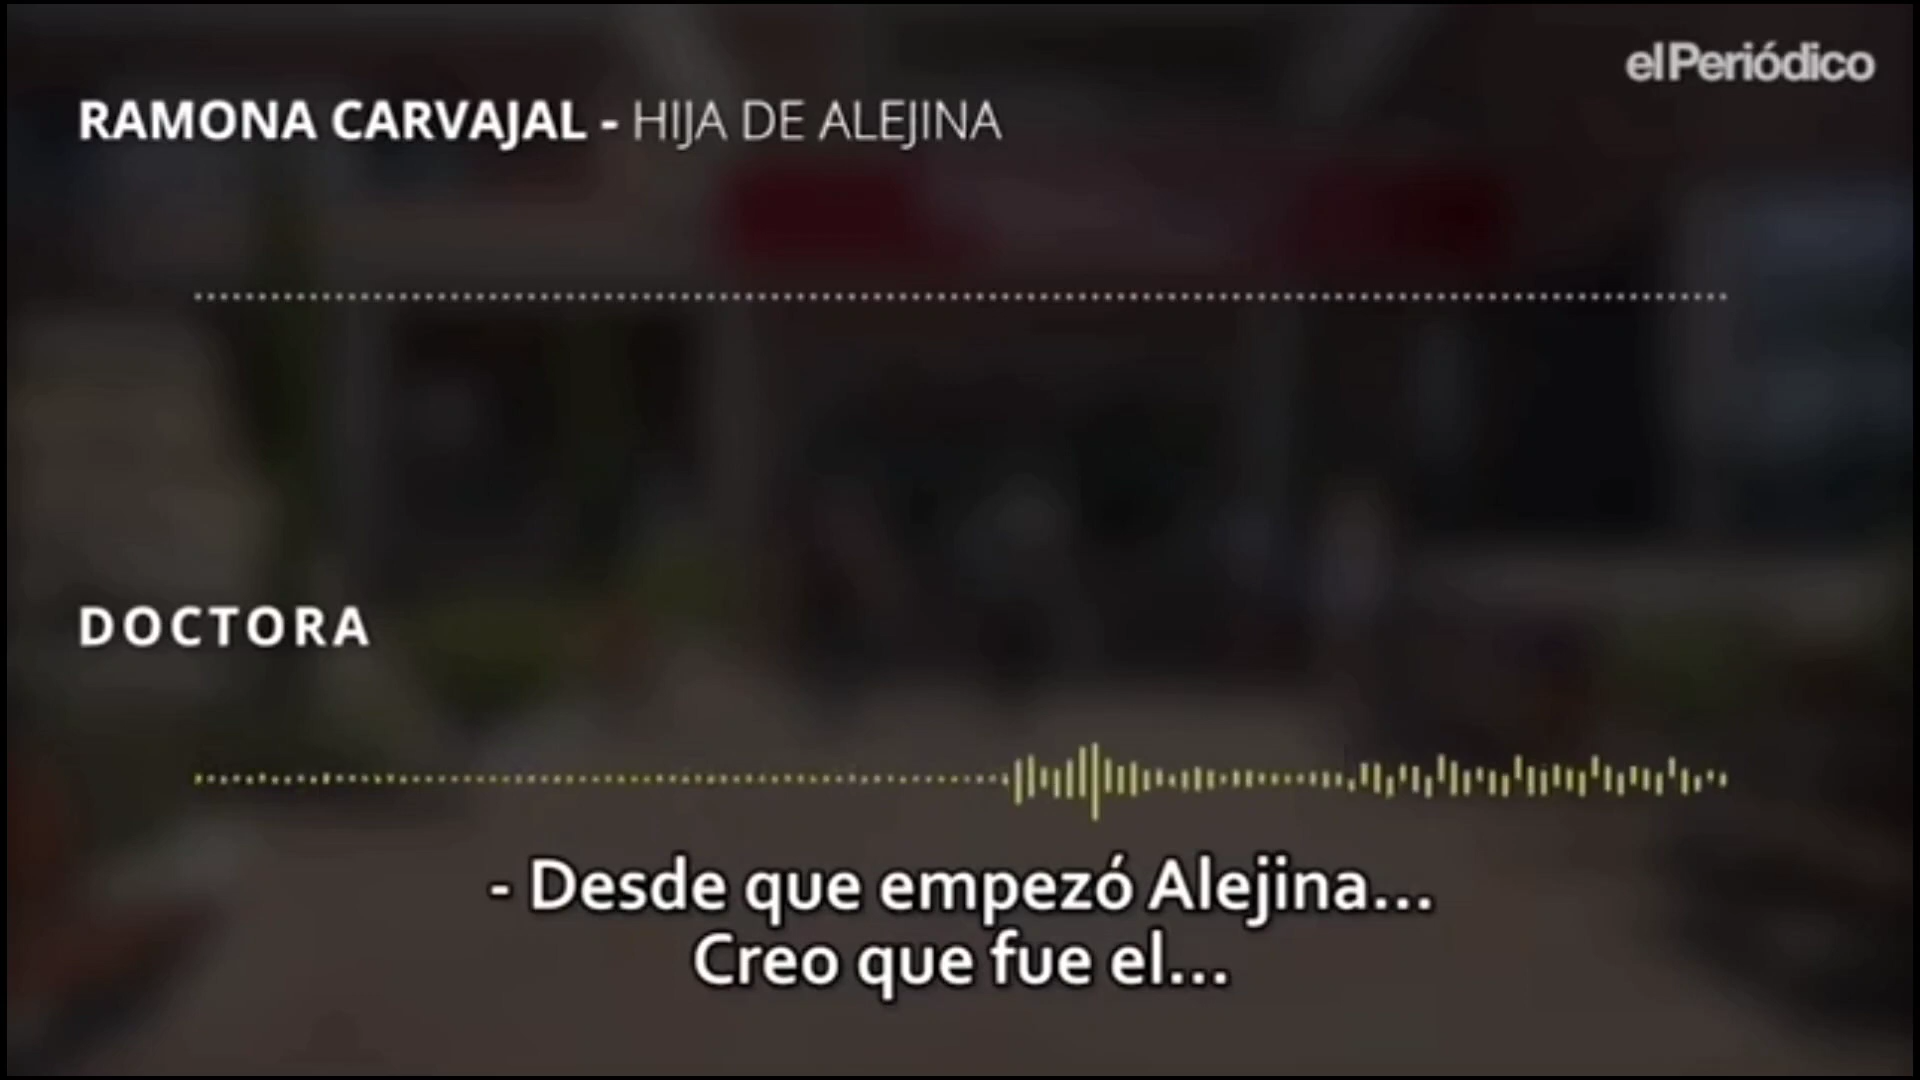 elPeriódico
RAMONA CARVAJAL - HIJA DE ALEJINA
DOCTORA
- Desde que empezó Alejina...
Creo que fue el...